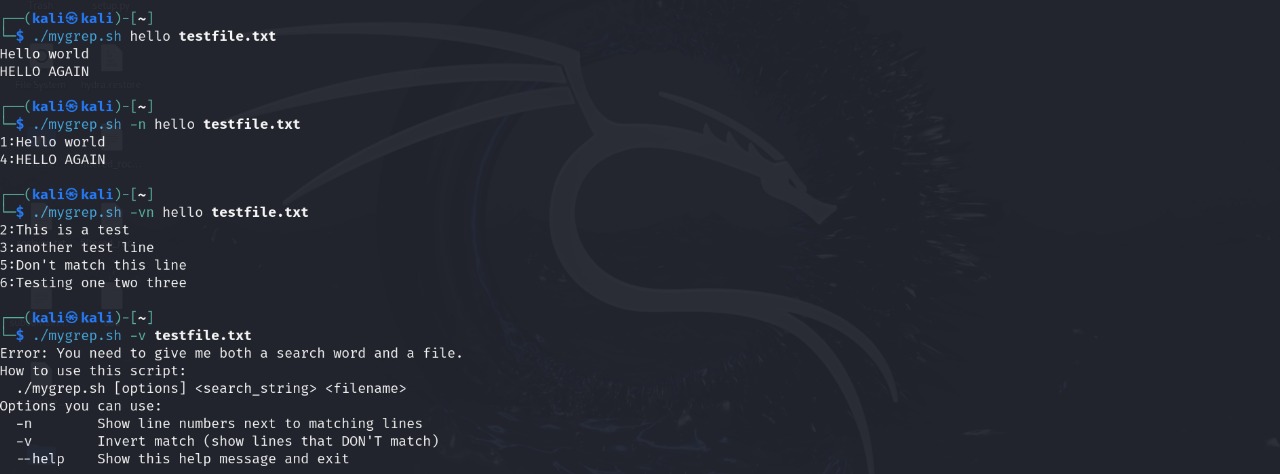 ┌──(kali㉿kali)-[~]
└─$ ./mygrep.sh hello testfile.txt
Hello world
HELLO AGAIN
┌──(kali㉿kali)-[~]
└─$ ./mygrep.sh -n hello testfile.txt
1:Hello world
4:HELLO AGAIN
┌──(kali㉿kali)-[~]
└─$ ./mygrep.sh -vn hello testfile.txt
2:This is a test
3:another test line
5:Don't match this line
6:Testing one two three
┌──(kali㉿kali)-[~]
└─$ ./mygrep.sh -v testfile.txt
Error: You need to give me both a search word and a file.
How to use this script:
  ./mygrep.sh [options] <search_string> <filename>
Options you can use:
  -n        Show line numbers next to matching lines
  -v        Invert match (show lines that DON'T match)
  --help    Show this help message and exit